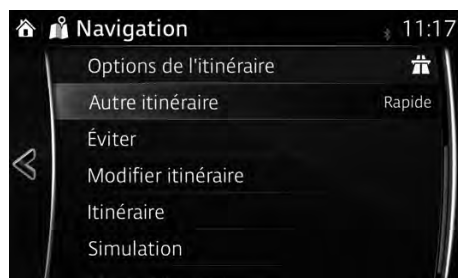 Navigation 11:17
Options de l'itinéraire
Autre itinéraire Rapide
Éviter
Modifier itinéraire
Itinéraire
Simulation